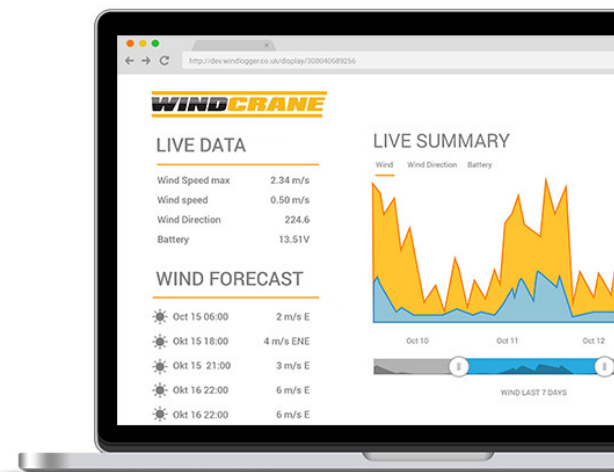 http://dev.windlogger.co.uk/display/308040589256
WINDCRANE
LIVE DATA
Wind Speed max 2.34 m/s
Wind speed 0.50 m/s
Wind Direction 224.6
Battery 13.51V
WIND FORECAST
Oct 15 06:00 2 m/s E
Okt 15 18:00 4 m/s ENE
Okt 15 21:00 3 m/s E
Okt 16 22:00 6 m/s E
Okt 16 22:00 6 m/s E
LIVE SUMMARY
Wind Wind Direction Battery
Oct 10 Oct 11 Oct 12
WIND LAST 7 DAYS